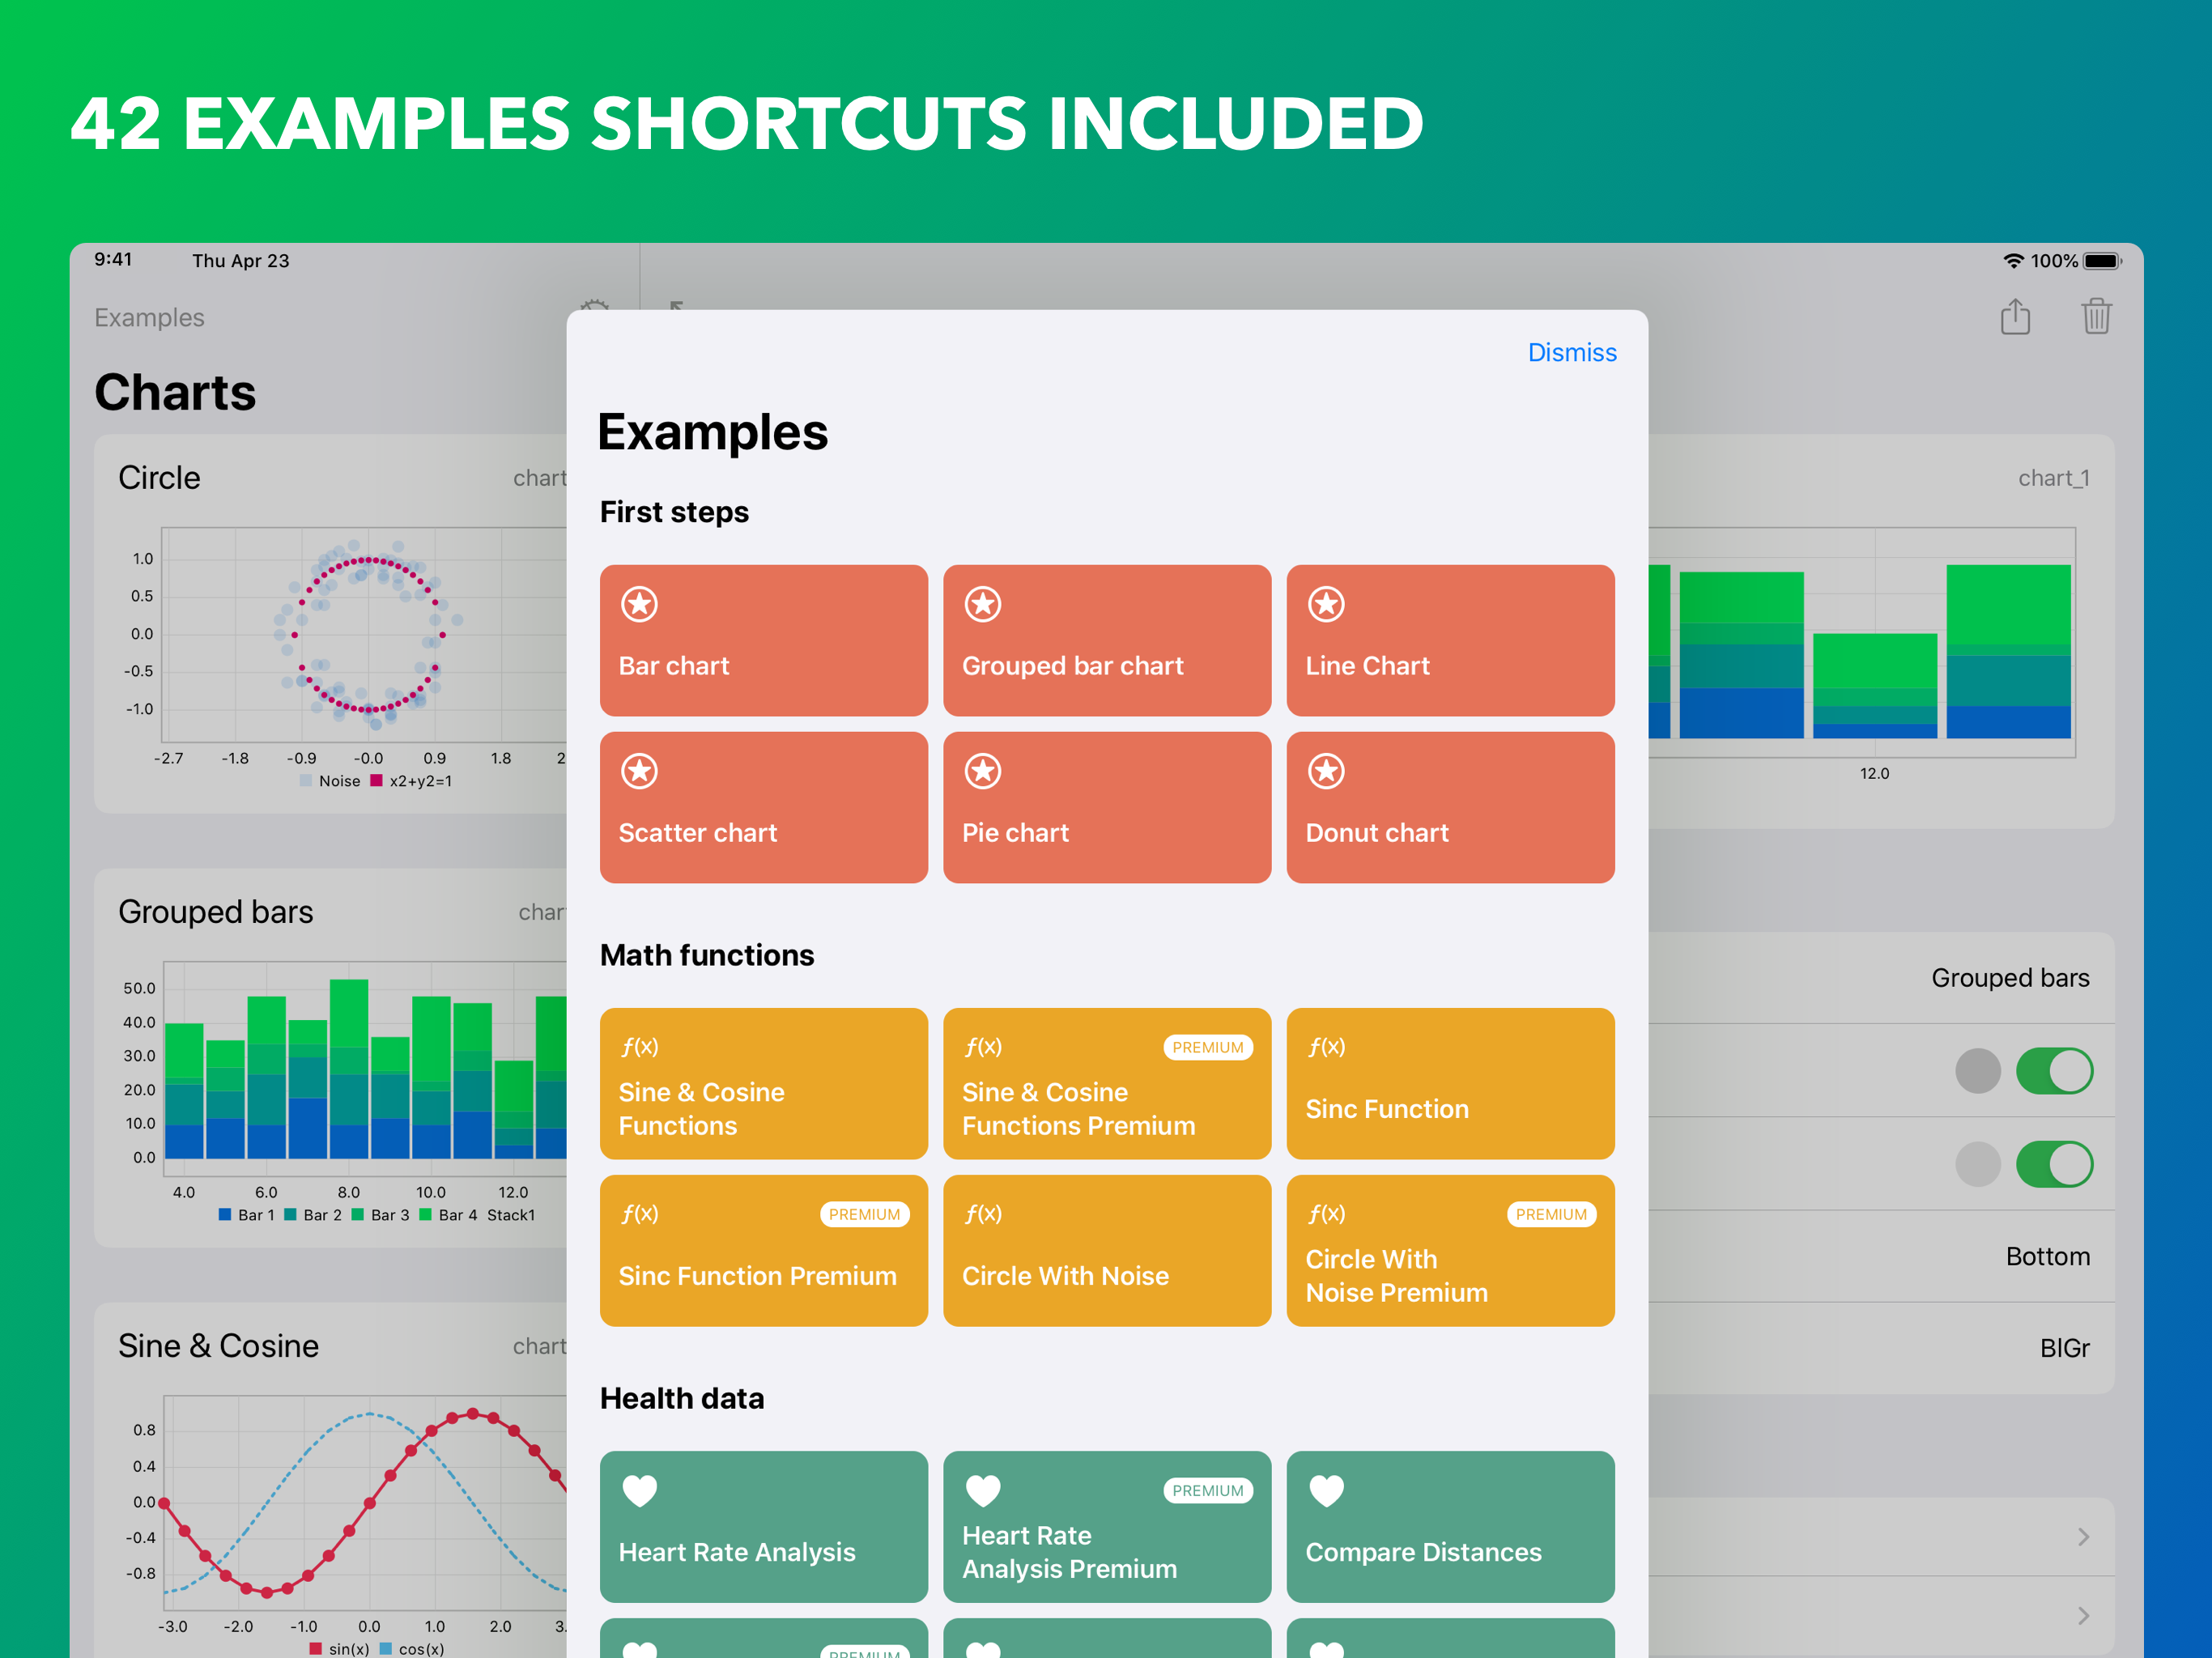 42 EXAMPLES SHORTCUTS INCLUDED
9:41 Thu Apr 23
100%
Examples
Charts
Circle
chart
1.0
0.5
0.0
-0.5
-1.0
-2.7 -1.8 -0.9 -0.0 0.9 1.8
Noise x2+y2=1
Grouped bars
50.0
40.0
30.0
20.0
10.0
0.0
4.0 6.0 8.0 10.0 12.0
Bar 1 Bar 2 Bar 3 Bar 4 Stack1
Sine & Cosine
chart
0.8
0.4
0.0
-0.4
-0.8
-3.0 -2.0 -1.0 0.0 1.0 2.0
sin(x) cos(x)
Dismiss
Examples
First steps
Bar chart
Grouped bar chart
Line Chart
Scatter chart
Pie chart
Donut chart
Math functions
f(x)
Sine & Cosine
Functions
f(x) PREMIUM
Sine & Cosine
Functions Premium
f(x)
Sinc Function
f(x) PREMIUM
Sinc Function Premium
f(x)
Circle With Noise
f(x) PREMIUM
Circle With
Noise Premium
Health data
Heart Rate Analysis
PREMIUM
Heart Rate
Analysis Premium
Compare Distances
PREMIUM
chart_1
12.0
Grouped bars
Bottom
BlGr